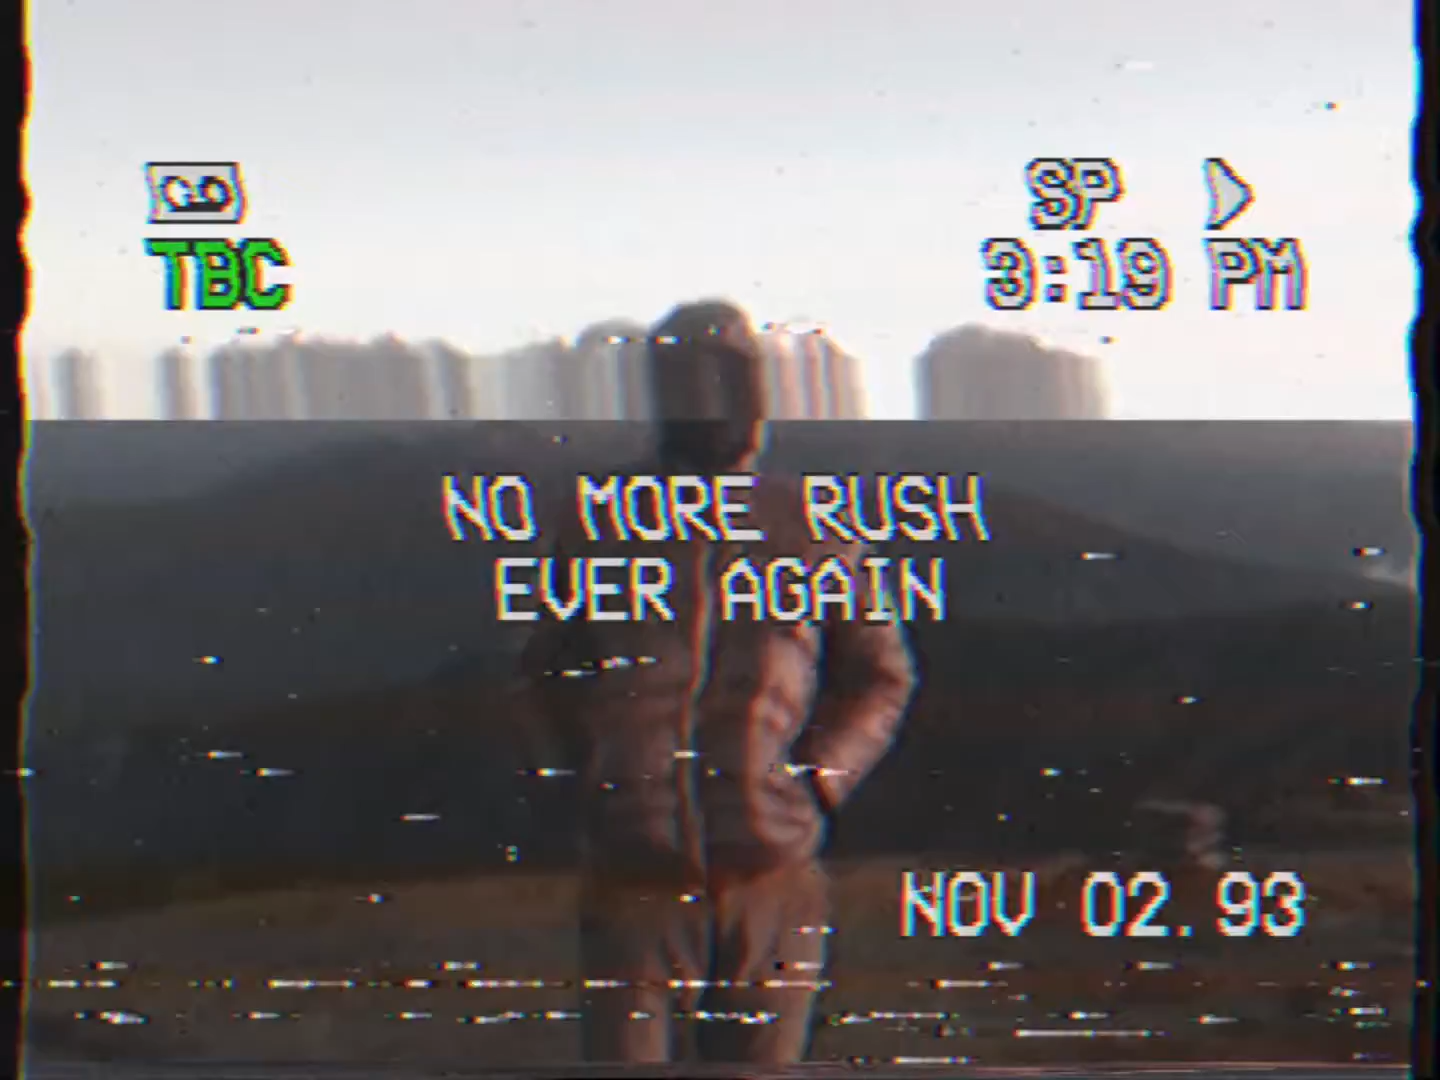 TBC
SP
3:19 PM
NO MORE RUSH
EVER AGAIN
NOV 02.93